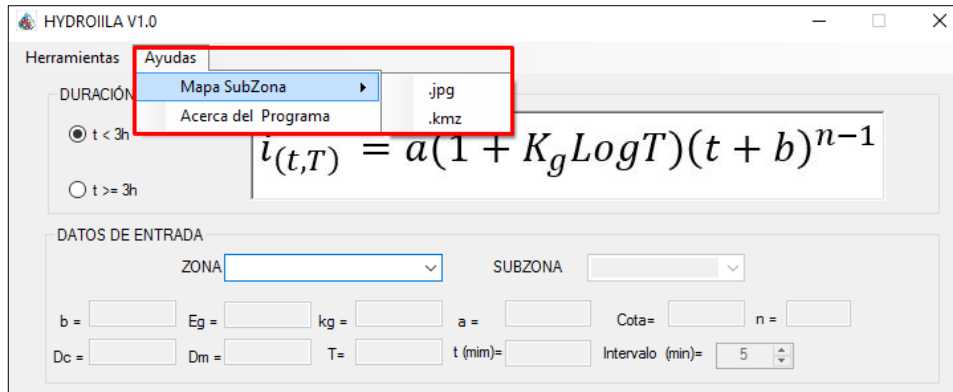 HYDROIILA V1.0
Herramientas Ayudas
Mapa SubZona
.jpg
.kmz
Acerca del Programa
DURACIÓN
t < 3h
t >= 3h
i(t,T) = a(1 + KgLogT)(t + b)^n−1
DATOS DE ENTRADA
ZONA SUBZONA
b = Eg = kg = a = Cota= n =
Dc = Dm = T= t (mim)= Intervalo (min)= 5